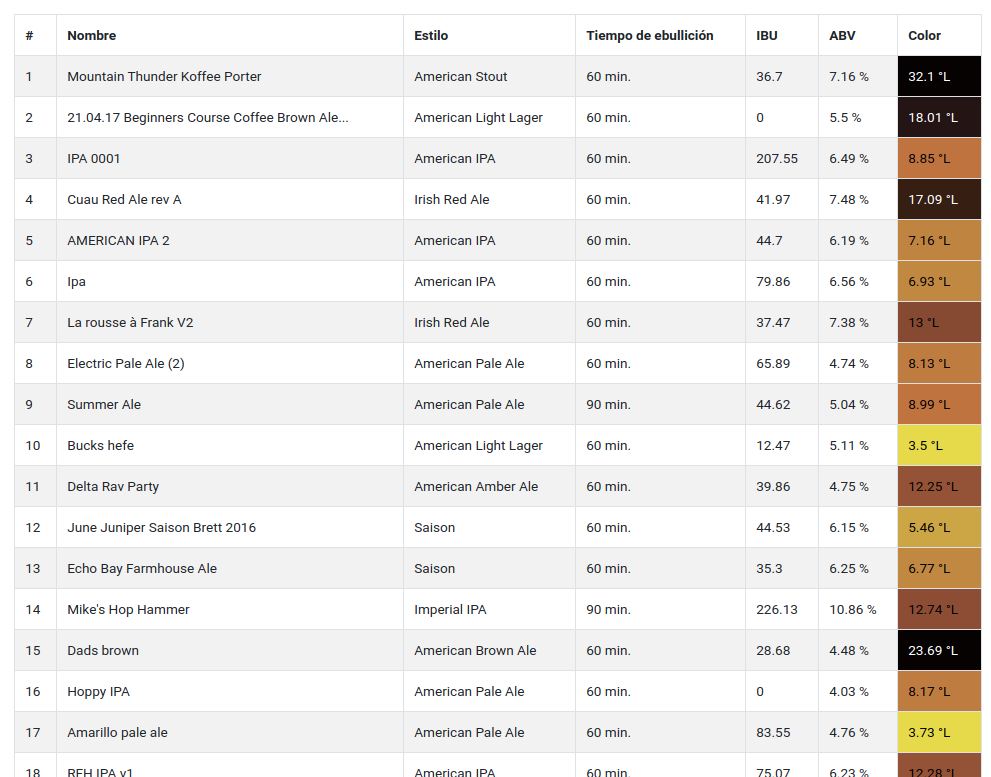 # Nombre Estilo Tiempo de ebullición IBU ABV Color
1 Mountain Thunder Koffee Porter American Stout 60 min. 36.7 7.16 % 32.1 °L
2 21.04.17 Beginners Course Coffee Brown Ale... American Light Lager 60 min. 0 5.5 % 18.01 °L
3 IPA 0001 American IPA 60 min. 207.55 6.49 % 8.85 °L
4 Cuau Red Ale rev A Irish Red Ale 60 min. 41.97 7.48 % 17.09 °L
5 AMERICAN IPA 2 American IPA 60 min. 44.7 6.19 % 7.16 °L
6 Ipa American IPA 60 min. 79.86 6.56 % 6.93 °L
7 La rousse à Frank V2 Irish Red Ale 60 min. 37.47 7.38 % 13 °L
8 Electric Pale Ale (2) American Pale Ale 60 min. 65.89 4.74 % 8.13 °L
9 Summer Ale American Pale Ale 90 min. 44.62 5.04 % 8.99 °L
10 Bucks hefe American Light Lager 60 min. 12.47 5.11 % 3.5 °L
11 Delta Rav Party American Amber Ale 60 min. 39.86 4.75 % 12.25 °L
12 June Juniper Saison Brett 2016 Saison 60 min. 44.53 6.15 % 5.46 °L
13 Echo Bay Farmhouse Ale Saison 60 min. 35.3 6.25 % 6.77 °L
14 Mike's Hop Hammer Imperial IPA 90 min. 226.13 10.86 % 12.74 °L
15 Dads brown American Brown Ale 60 min. 28.68 4.48 % 23.69 °L
16 Hoppy IPA American Pale Ale 60 min. 0 4.03 % 8.17 °L
17 Amarillo pale ale American Pale Ale 60 min. 83.55 4.76 % 3.73 °L
18 IPA v1 American IPA 60 min. 75.07 6.23 % 12.28 °L